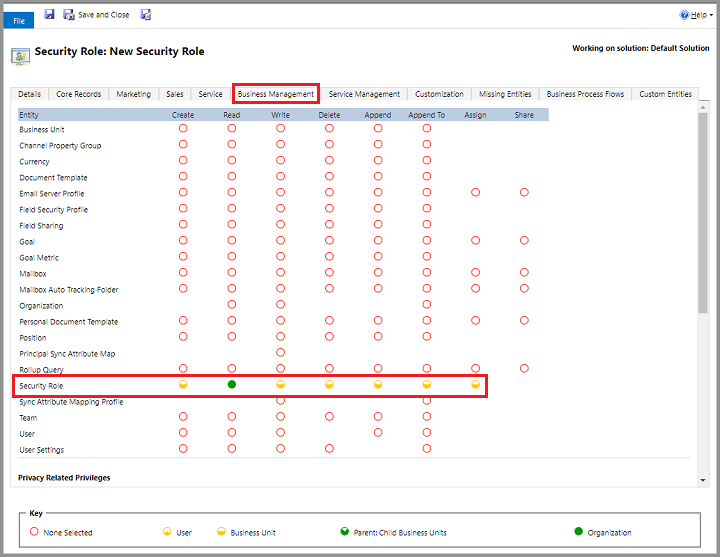 File
Save and Close
Help
Security Role: New Security Role
Working on solution: Default Solution
Details Core Records Marketing Sales Service Business Management Service Management Customization Missing Entities Business Process Flows Custom Entities
Entity Create Read Write Delete Append Append To Assign Share
Business Unit
Channel Property Group
Currency
Document Template
Email Server Profile
Field Security Profile
Field Sharing
Goal
Goal Metric
Mailbox
Mailbox Auto Tracking Folder
Organization
Personal Document Template
Position
Principal Sync Attribute Map
Rollup Query
Security Role
Sync Attribute Mapping Profile
Team
User
User Settings
Privacy Related Privileges
Key
None Selected User Business Unit Parent: Child Business Units Organization